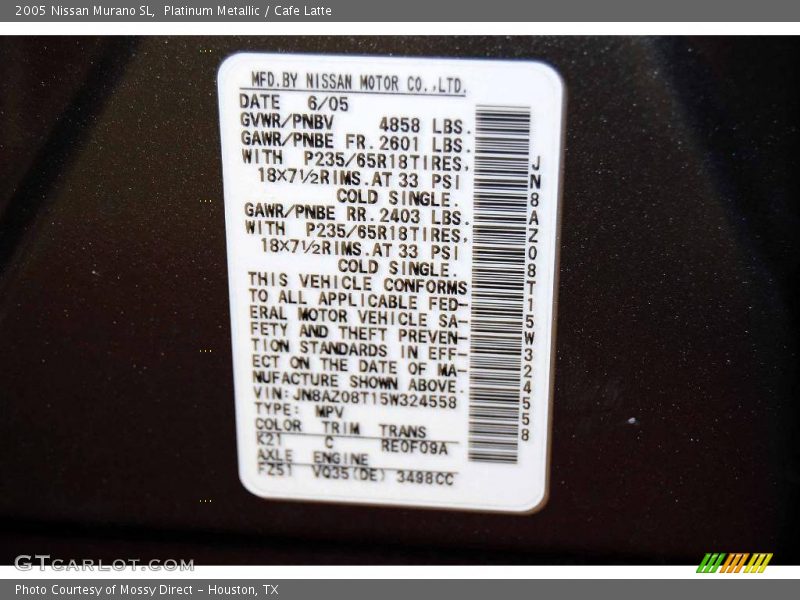 2005 Nissan Murano SL,  Platinum Metallic / Cafe Latte
MFD.BY NISSAN MOTOR CO.,LTD.
DATE 6/05
GVWR/PNBV 4858 LBS.
GAWR/PNBE FR. 2601 LBS.
WITH P235/65R18TIRES,
18X7½RIMS.AT 33 PSI
COLD SINGLE.
GAWR/PNBE RR. 2403 LBS.
WITH P235/65R18TIRES,
18X7½RIMS.AT 33 PSI
COLD SINGLE.
THIS VEHICLE CONFORMS
TO ALL APPLICABLE FED-
ERAL MOTOR VEHICLE SA-
FETY AND THEFT PREVEN-
TION STANDARDS IN EFF-
ECT ON THE DATE OF MA-
NUFACTURE SHOWN ABOVE.
VIN:JN8AZ08T15W324558
TYPE: MPV
COLOR TRIM TRANS
K21 C RE0F09A
AXLE ENGINE
FZ51 VQ35(DE) 3498CC
JN8AZ08T15W324558
GTCARLOT.COM
Photo Courtesy of Mossy Direct - Houston, TX